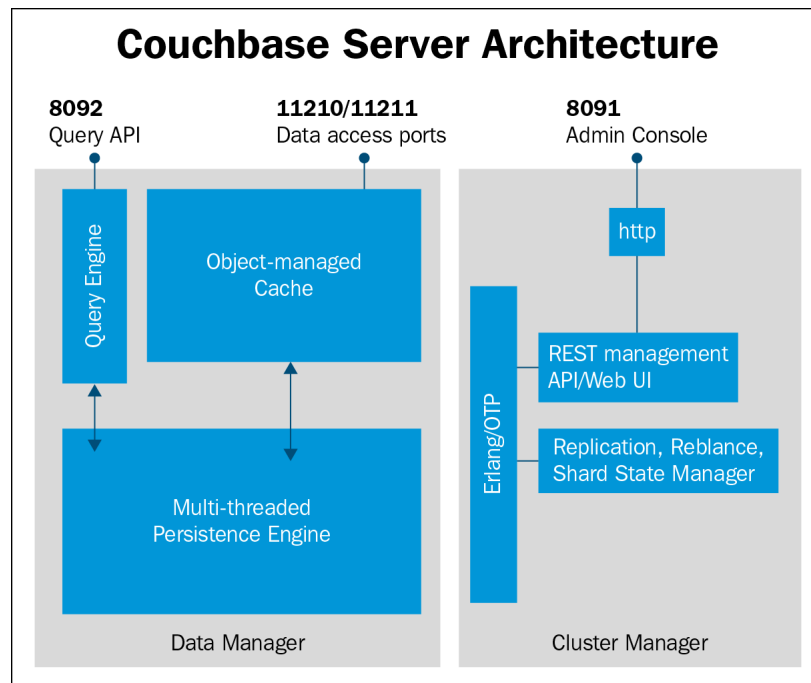 Couchbase Server Architecture
8092
Query API
11210/11211
Data access ports
8091
Admin Console
Query Engine
Object-managed
Cache
Multi-threaded
Persistence Engine
Data Manager
http
Erlang/OTP
REST management
API/Web UI
Replication, Reblance,
Shard State Manager
Cluster Manager